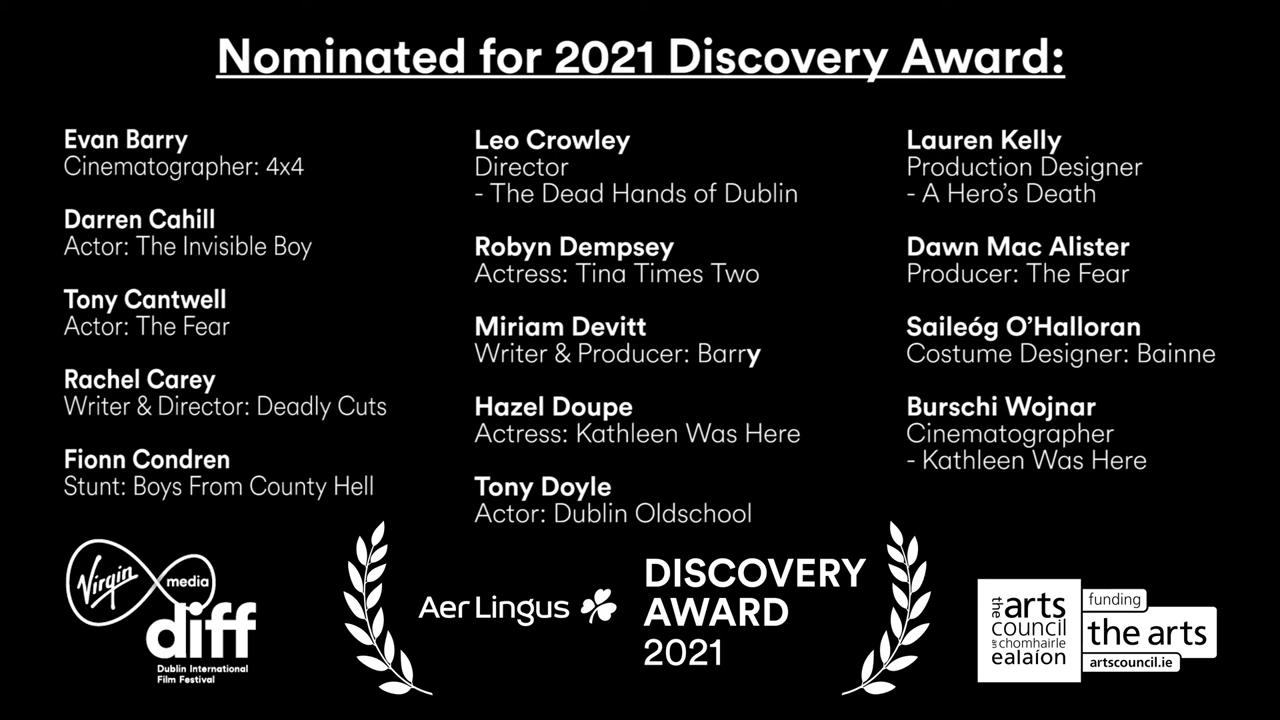 Nominated for 2021 Discovery Award:
Evan Barry
Cinematographer: 4x4
Darren Cahill
Actor: The Invisible Boy
Tony Cantwell
Actor: The Fear
Rachel Carey
Writer & Director: Deadly Cuts
Fionn Condren
Stunt: Boys From County Hell
Leo Crowley
Director
- The Dead Hands of Dublin
Robyn Dempsey
Actress: Tina Times Two
Miriam Devitt
Writer & Producer: Barry
Hazel Doupe
Actress: Kathleen Was Here
Tony Doyle
Actor: Dublin Oldschool
Lauren Kelly
Production Designer
- A Hero’s Death
Dawn Mac Alister
Producer: The Fear
Saileóg O’Halloran
Costume Designer: Bainne
Burschi Wojnar
Cinematographer
- Kathleen Was Here
Virgin media
diff
Dublin International
Film Festival
Aer Lingus
DISCOVERY
AWARD
2021
the arts
council
an chomhairle
ealaíon
funding
the arts
artscouncil.ie